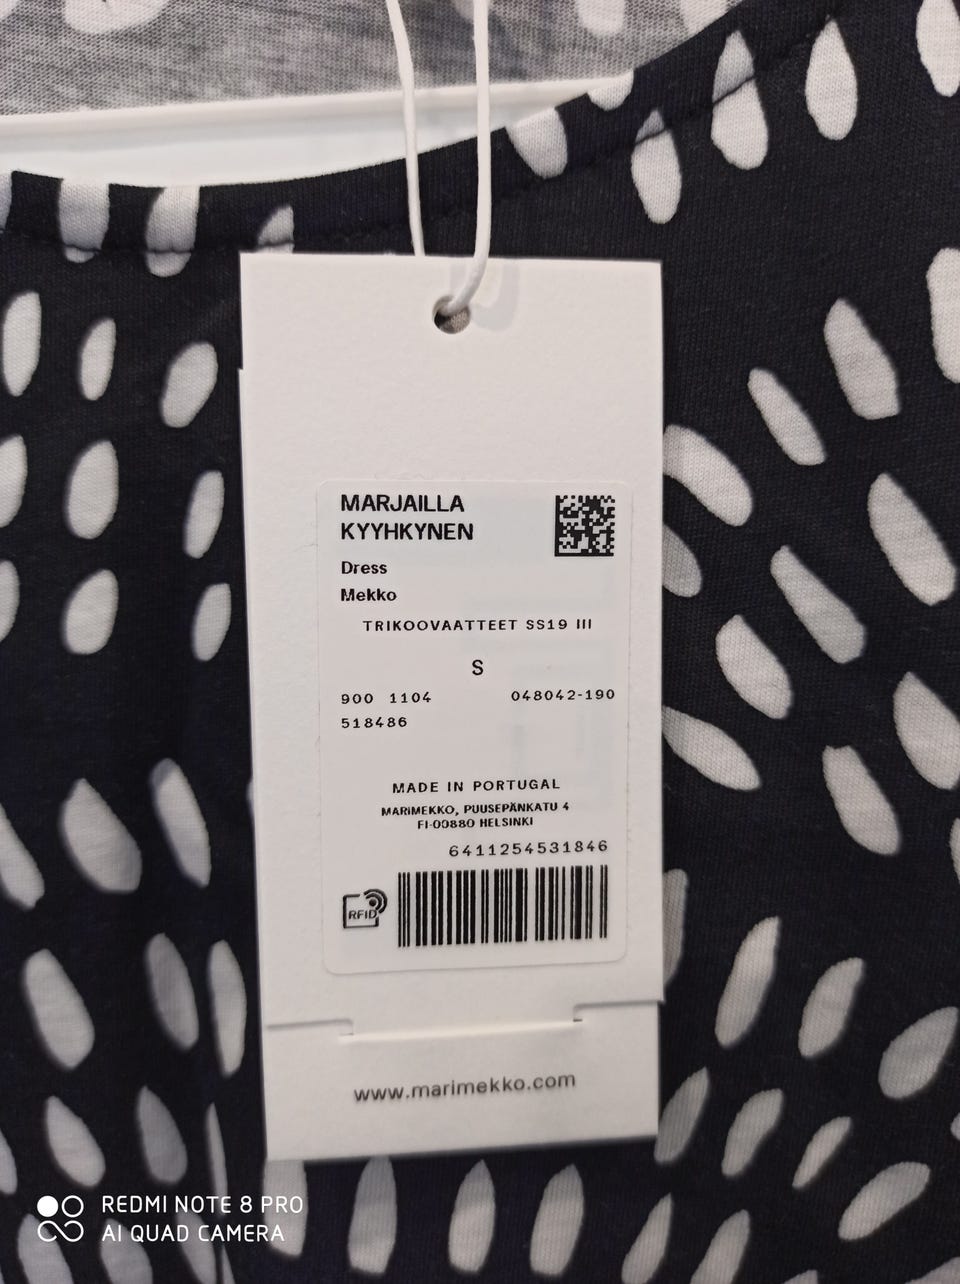 MARJAILLA
KYYHKYNEN
Dress
Mekko
TRIKOOVAATTEET SS19 III
S
900 1104 048042-190
518486
MADE IN PORTUGAL
MARIMEKKO, PUUSEPÄNKATU 4
FI-00880 HELSINKI
6411254531846
RFID
www.marimekko.com
REDMI NOTE 8 PRO
AI QUAD CAMERA